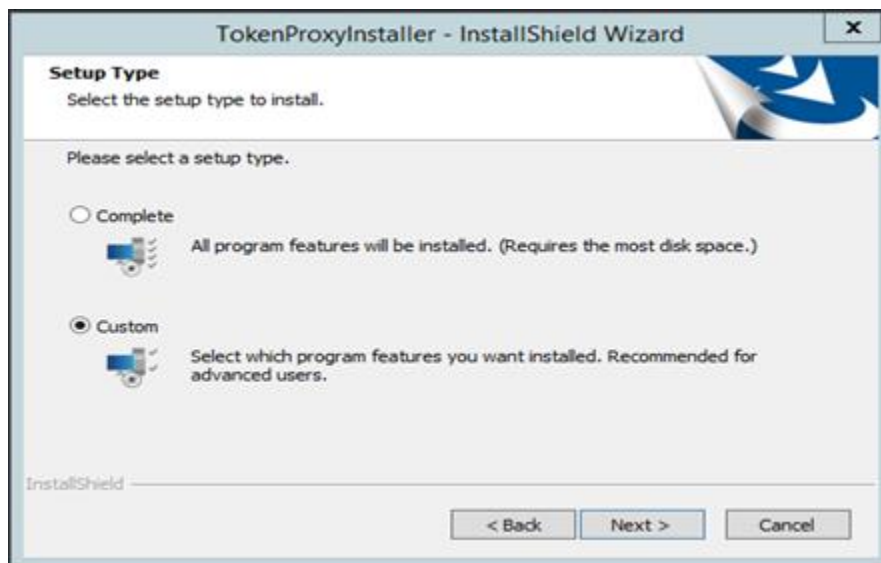 TokenProxyInstaller - InstallShield Wizard
x
Setup Type
Select the setup type to install.
Please select a setup type.
Complete
All program features will be installed. (Requires the most disk space.)
Custom
Select which program features you want installed. Recommended for
advanced users.
InstallShield
< Back Next > Cancel